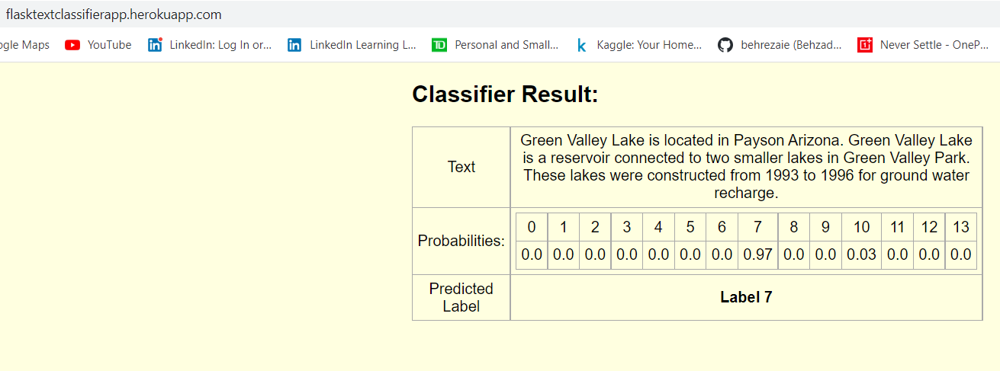 flasktextclassifierapp.herokuapp.com
ogle Maps YouTube LinkedIn: Log In or... LinkedIn Learning L... TD Personal and Small... Kaggle: Your Home... behrezaie (Behzad... Never Settle - OneP...
Classifier Result:
Text
Green Valley Lake is located in Payson Arizona. Green Valley Lake
is a reservoir connected to two smaller lakes in Green Valley Park.
These lakes were constructed from 1993 to 1996 for ground water
recharge.
Probabilities:
0 1 2 3 4 5 6 7 8 9 10 11 12 13
0.0 0.0 0.0 0.0 0.0 0.0 0.0 0.97 0.0 0.0 0.03 0.0 0.0 0.0
Predicted
Label
Label 7